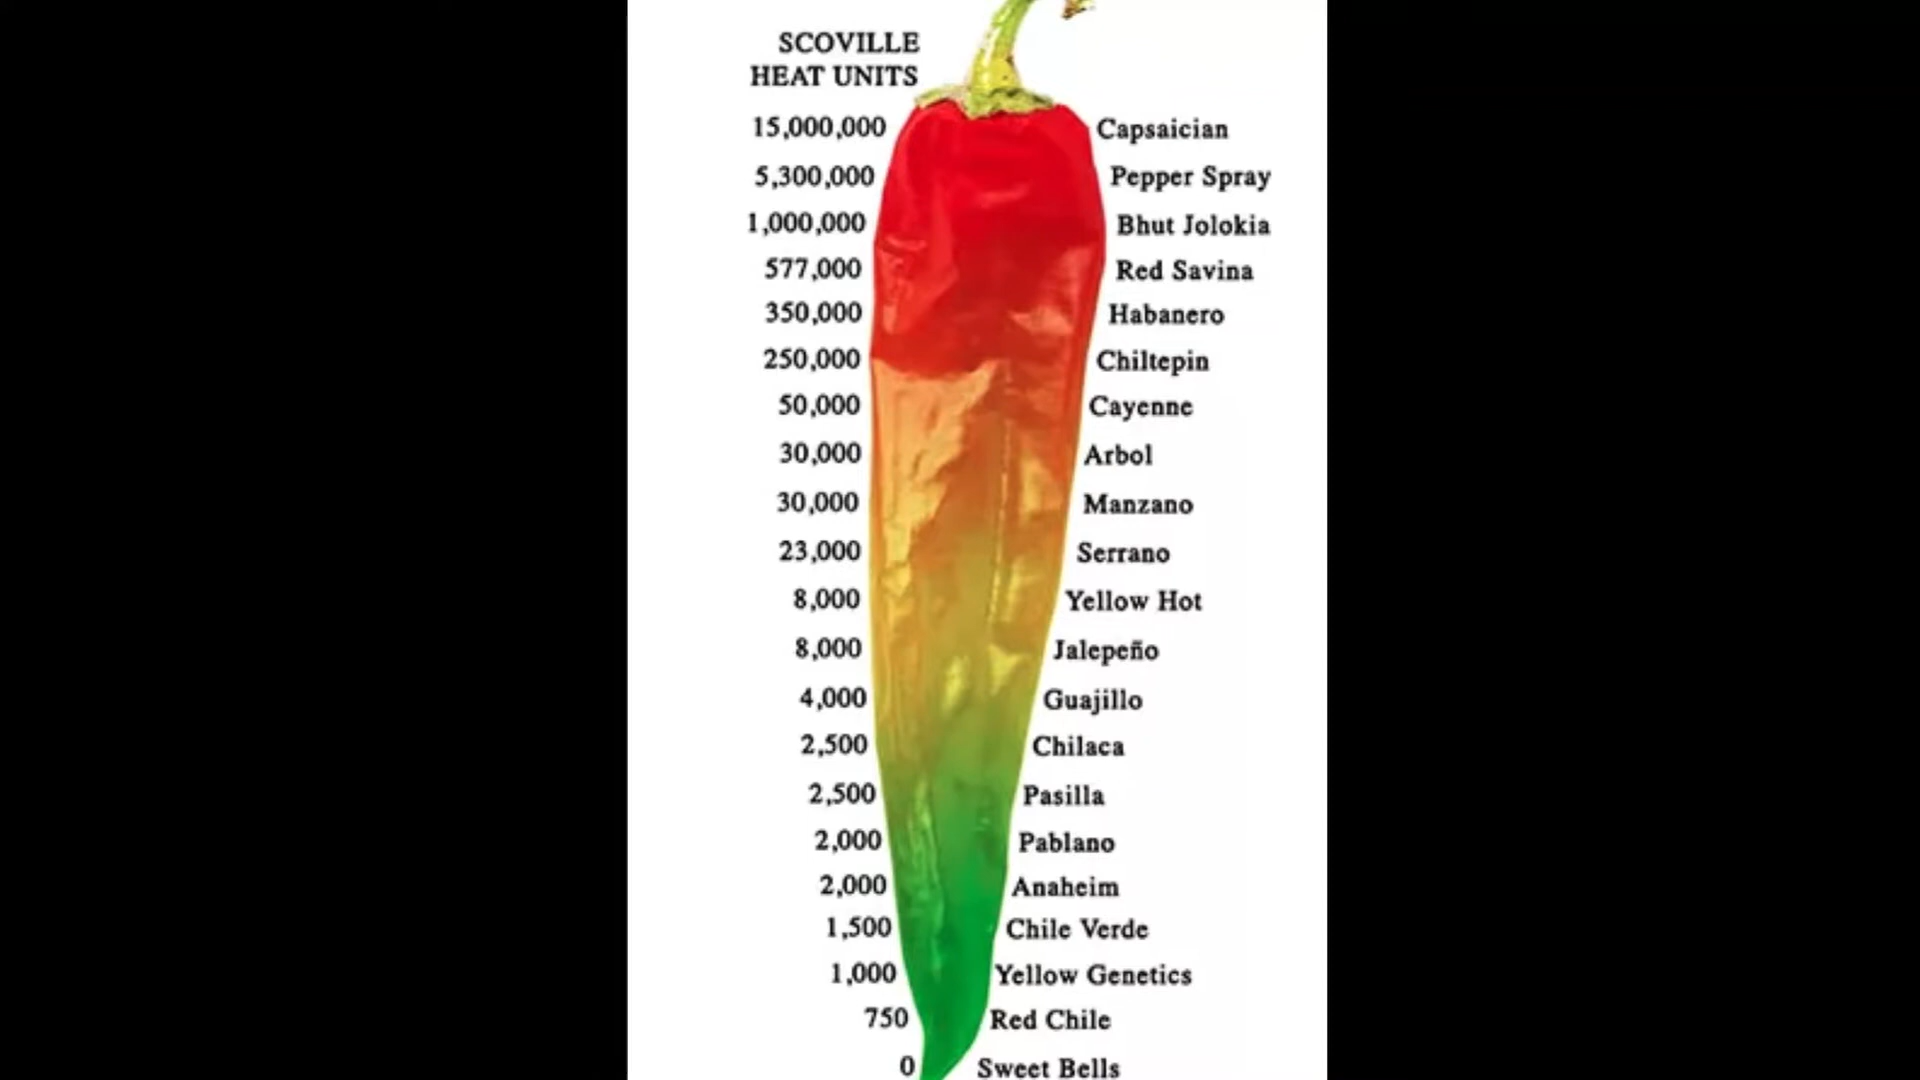 SCOVILLE
HEAT UNITS
15,000,000 Capsaician
5,300,000 Pepper Spray
1,000,000 Bhut Jolokia
577,000 Red Savina
350,000 Habanero
250,000 Chiltepin
50,000 Cayenne
30,000 Arbol
30,000 Manzano
23,000 Serrano
8,000 Yellow Hot
8,000 Jalepeño
4,000 Guajillo
2,500 Chilaca
2,500 Pasilla
2,000 Pablano
2,000 Anaheim
1,500 Chile Verde
1,000 Yellow Genetics
750 Red Chile
0 Sweet Bells